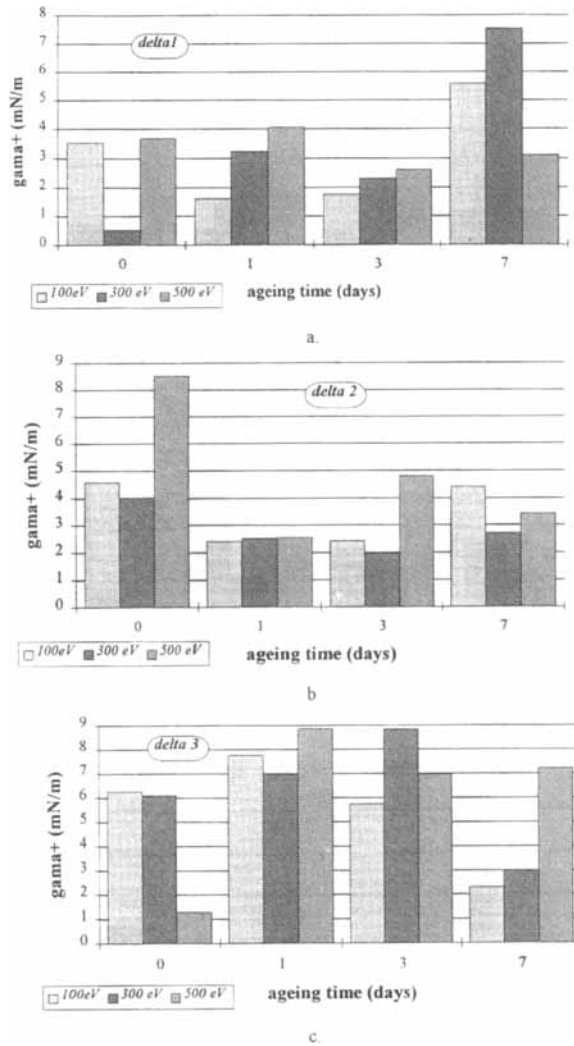 delta1
gama+ (mN/m)
8
7
6
5
4
3
2
1
0
0 1 3 7
100eV 300 eV 500 eV
ageing time (days)
a.
delta 2
gama+ (mN/m)
9
8
7
6
5
4
3
2
1
0
0 1 3 7
100eV 300 eV 500 eV
ageing time (days)
b
delta 3
gama+ (mN/m)
9
8
7
6
5
4
3
2
1
0
0 1 3 7
100eV 300 eV 500 eV
ageing time (days)
c.